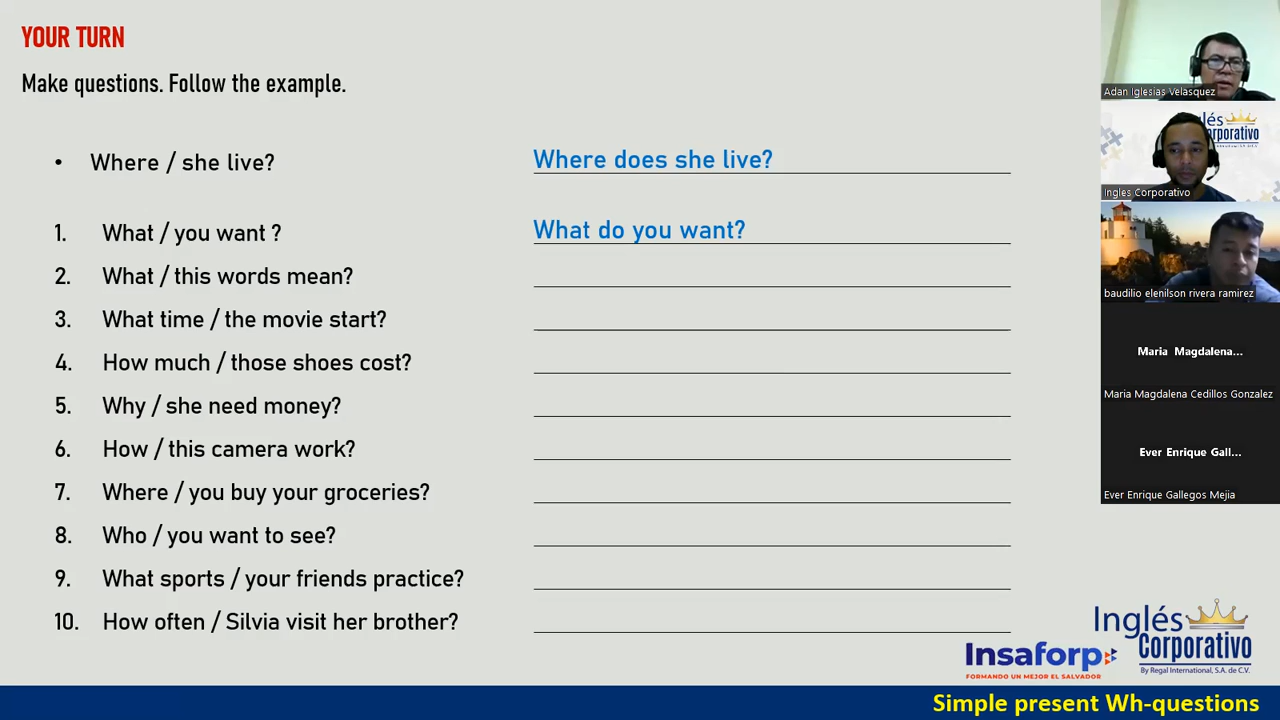 YOUR TURN
Make questions. Follow the example.
• Where / she live? Where does she live?
1. What / you want ? What do you want?
2. What / this words mean?
3. What time / the movie start?
4. How much / those shoes cost?
5. Why / she need money?
6. How / this camera work?
7. Where / you buy your groceries?
8. Who / you want to see?
9. What sports / your friends practice?
10. How often / Silvia visit her brother?
Adan Iglesias Velasquez
Ingles Corporativo
baudilio elenilson rivera ramirez
Maria Magdalena...
Maria Magdalena Cedillos Gonzalez
Ever Enrique Gall...
Ever Enrique Gallegos Mejia
Inglés
Corporativo
By Regal International, S.A. de C.V.
Insaforp
FORMANDO UN MEJOR EL SALVADOR
Simple present Wh-questions